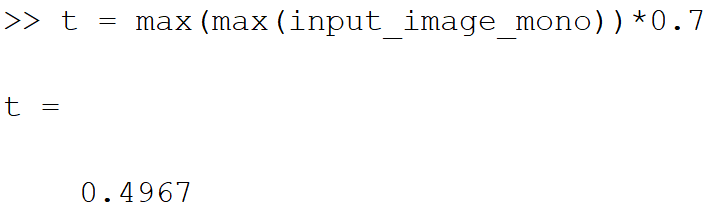 >> t = max(max(input_image_mono))*0.7
t =
0.4967